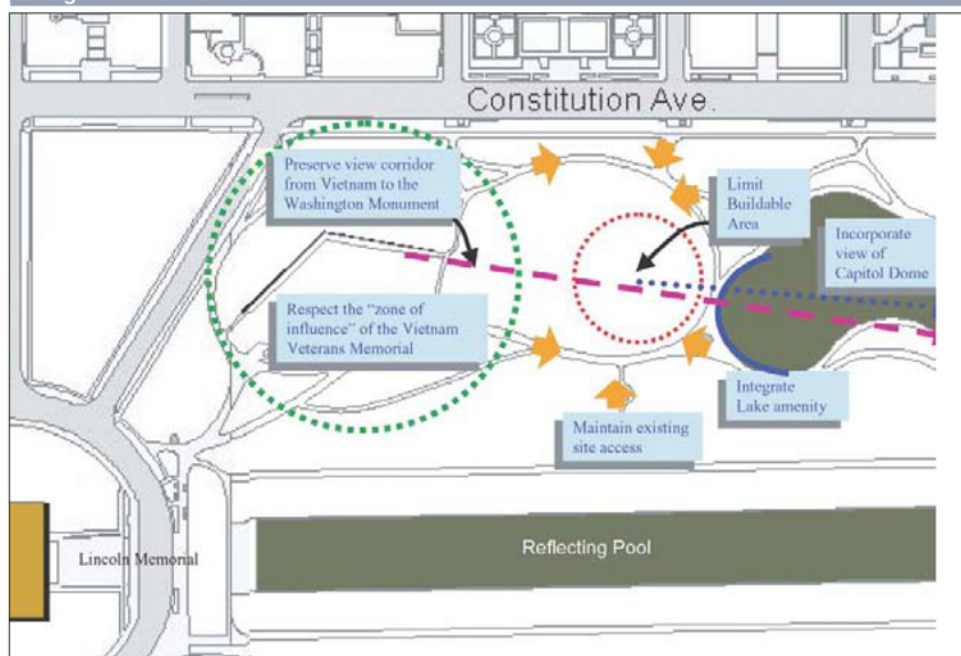 Constitution Ave.
Preserve view corridor
from Vietnam to the
Washington Monument
Limit
Buildable
Area
Incorporate
view of
Capitol Dome
Respect the “zone of
influence” of the Vietnam
Veterans Memorial
Integrate
Lake amenity
Maintain existing
site access
Lincoln Memorial
Reflecting Pool